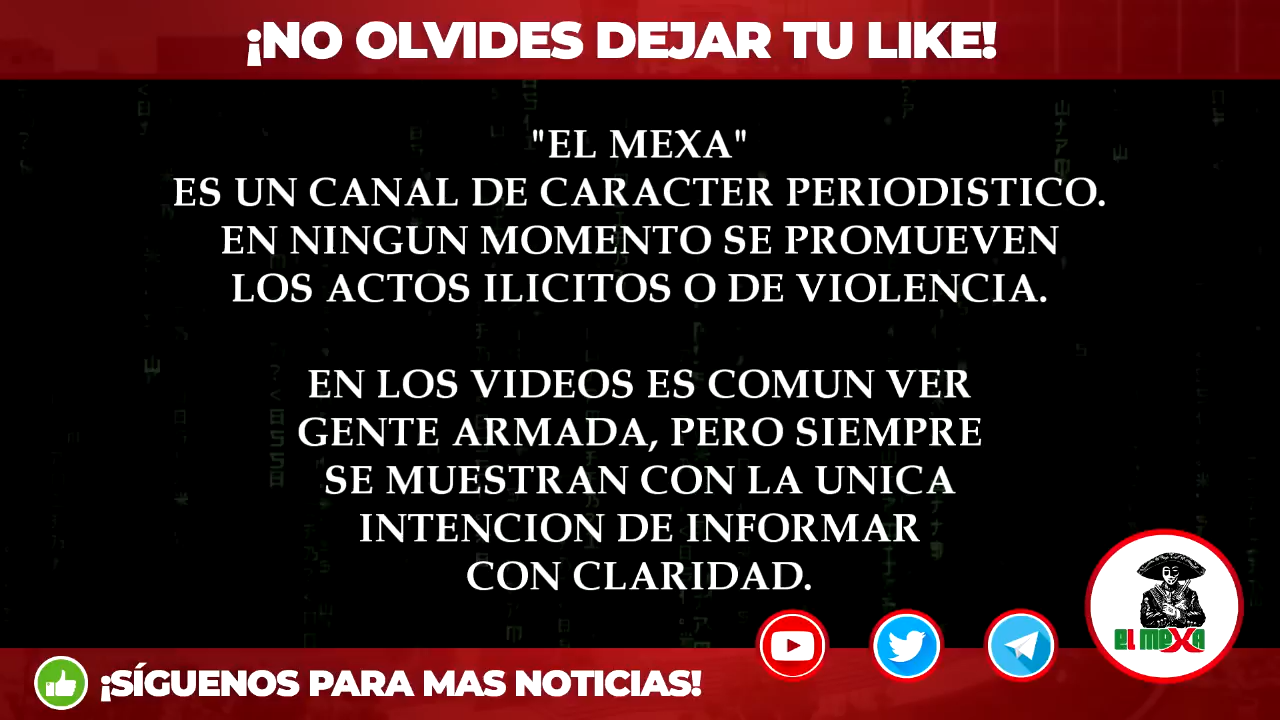 ¡NO OLVIDES DEJAR TU LIKE!
"EL MEXA"
ES UN CANAL DE CARACTER PERIODISTICO.
EN NINGUN MOMENTO SE PROMUEVEN
LOS ACTOS ILICITOS O DE VIOLENCIA.
EN LOS VIDEOS ES COMUN VER
GENTE ARMADA, PERO SIEMPRE
SE MUESTRAN CON LA UNICA
INTENCION DE INFORMAR
CON CLARIDAD.
EL MEXA
¡SÍGUENOS PARA MAS NOTICIAS!